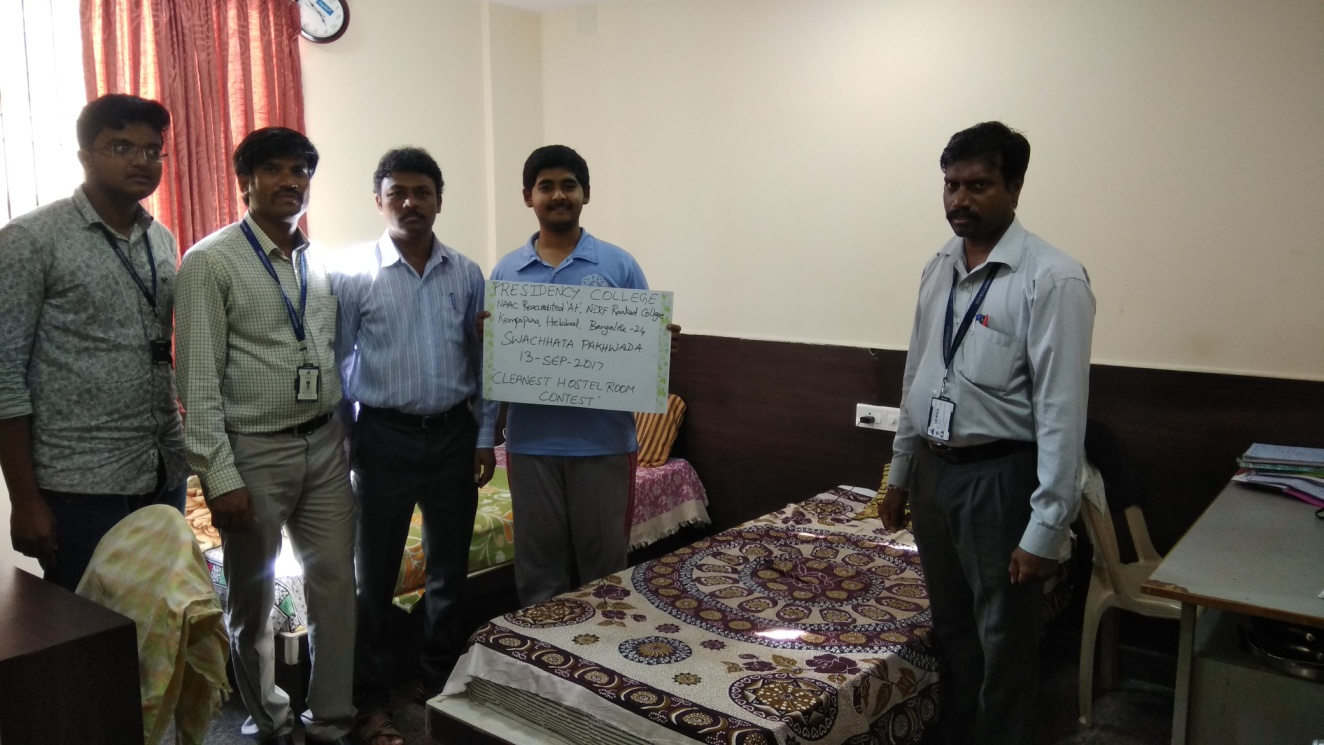 PRESIDENCY COLLEGE
NAAC Reaccredited 'A+'. NIRF Ranked College
Kempapura, Hebbal. Bangalore -24
SWACHHATA PAKHWADA
13-SEP-2017
CLEANEST HOSTEL ROOM
CONTEST"